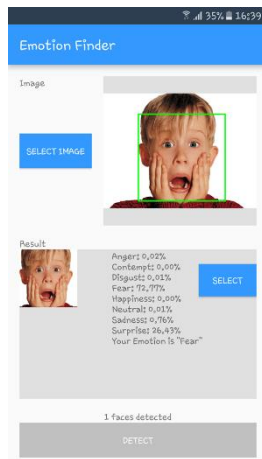 35% 16:39
Emotion Finder
Image
SELECT IMAGE
Result
Anger: 0,02%
Contempt: 0,00%
Disgust: 0,01%
Fear: 72,77%
Happiness: 0,00%
Neutral: 0,01%
Sadness: 0,76%
Surprise: 26,43%
Your Emotion is "Fear"
SELECT
1 faces detected
DETECT